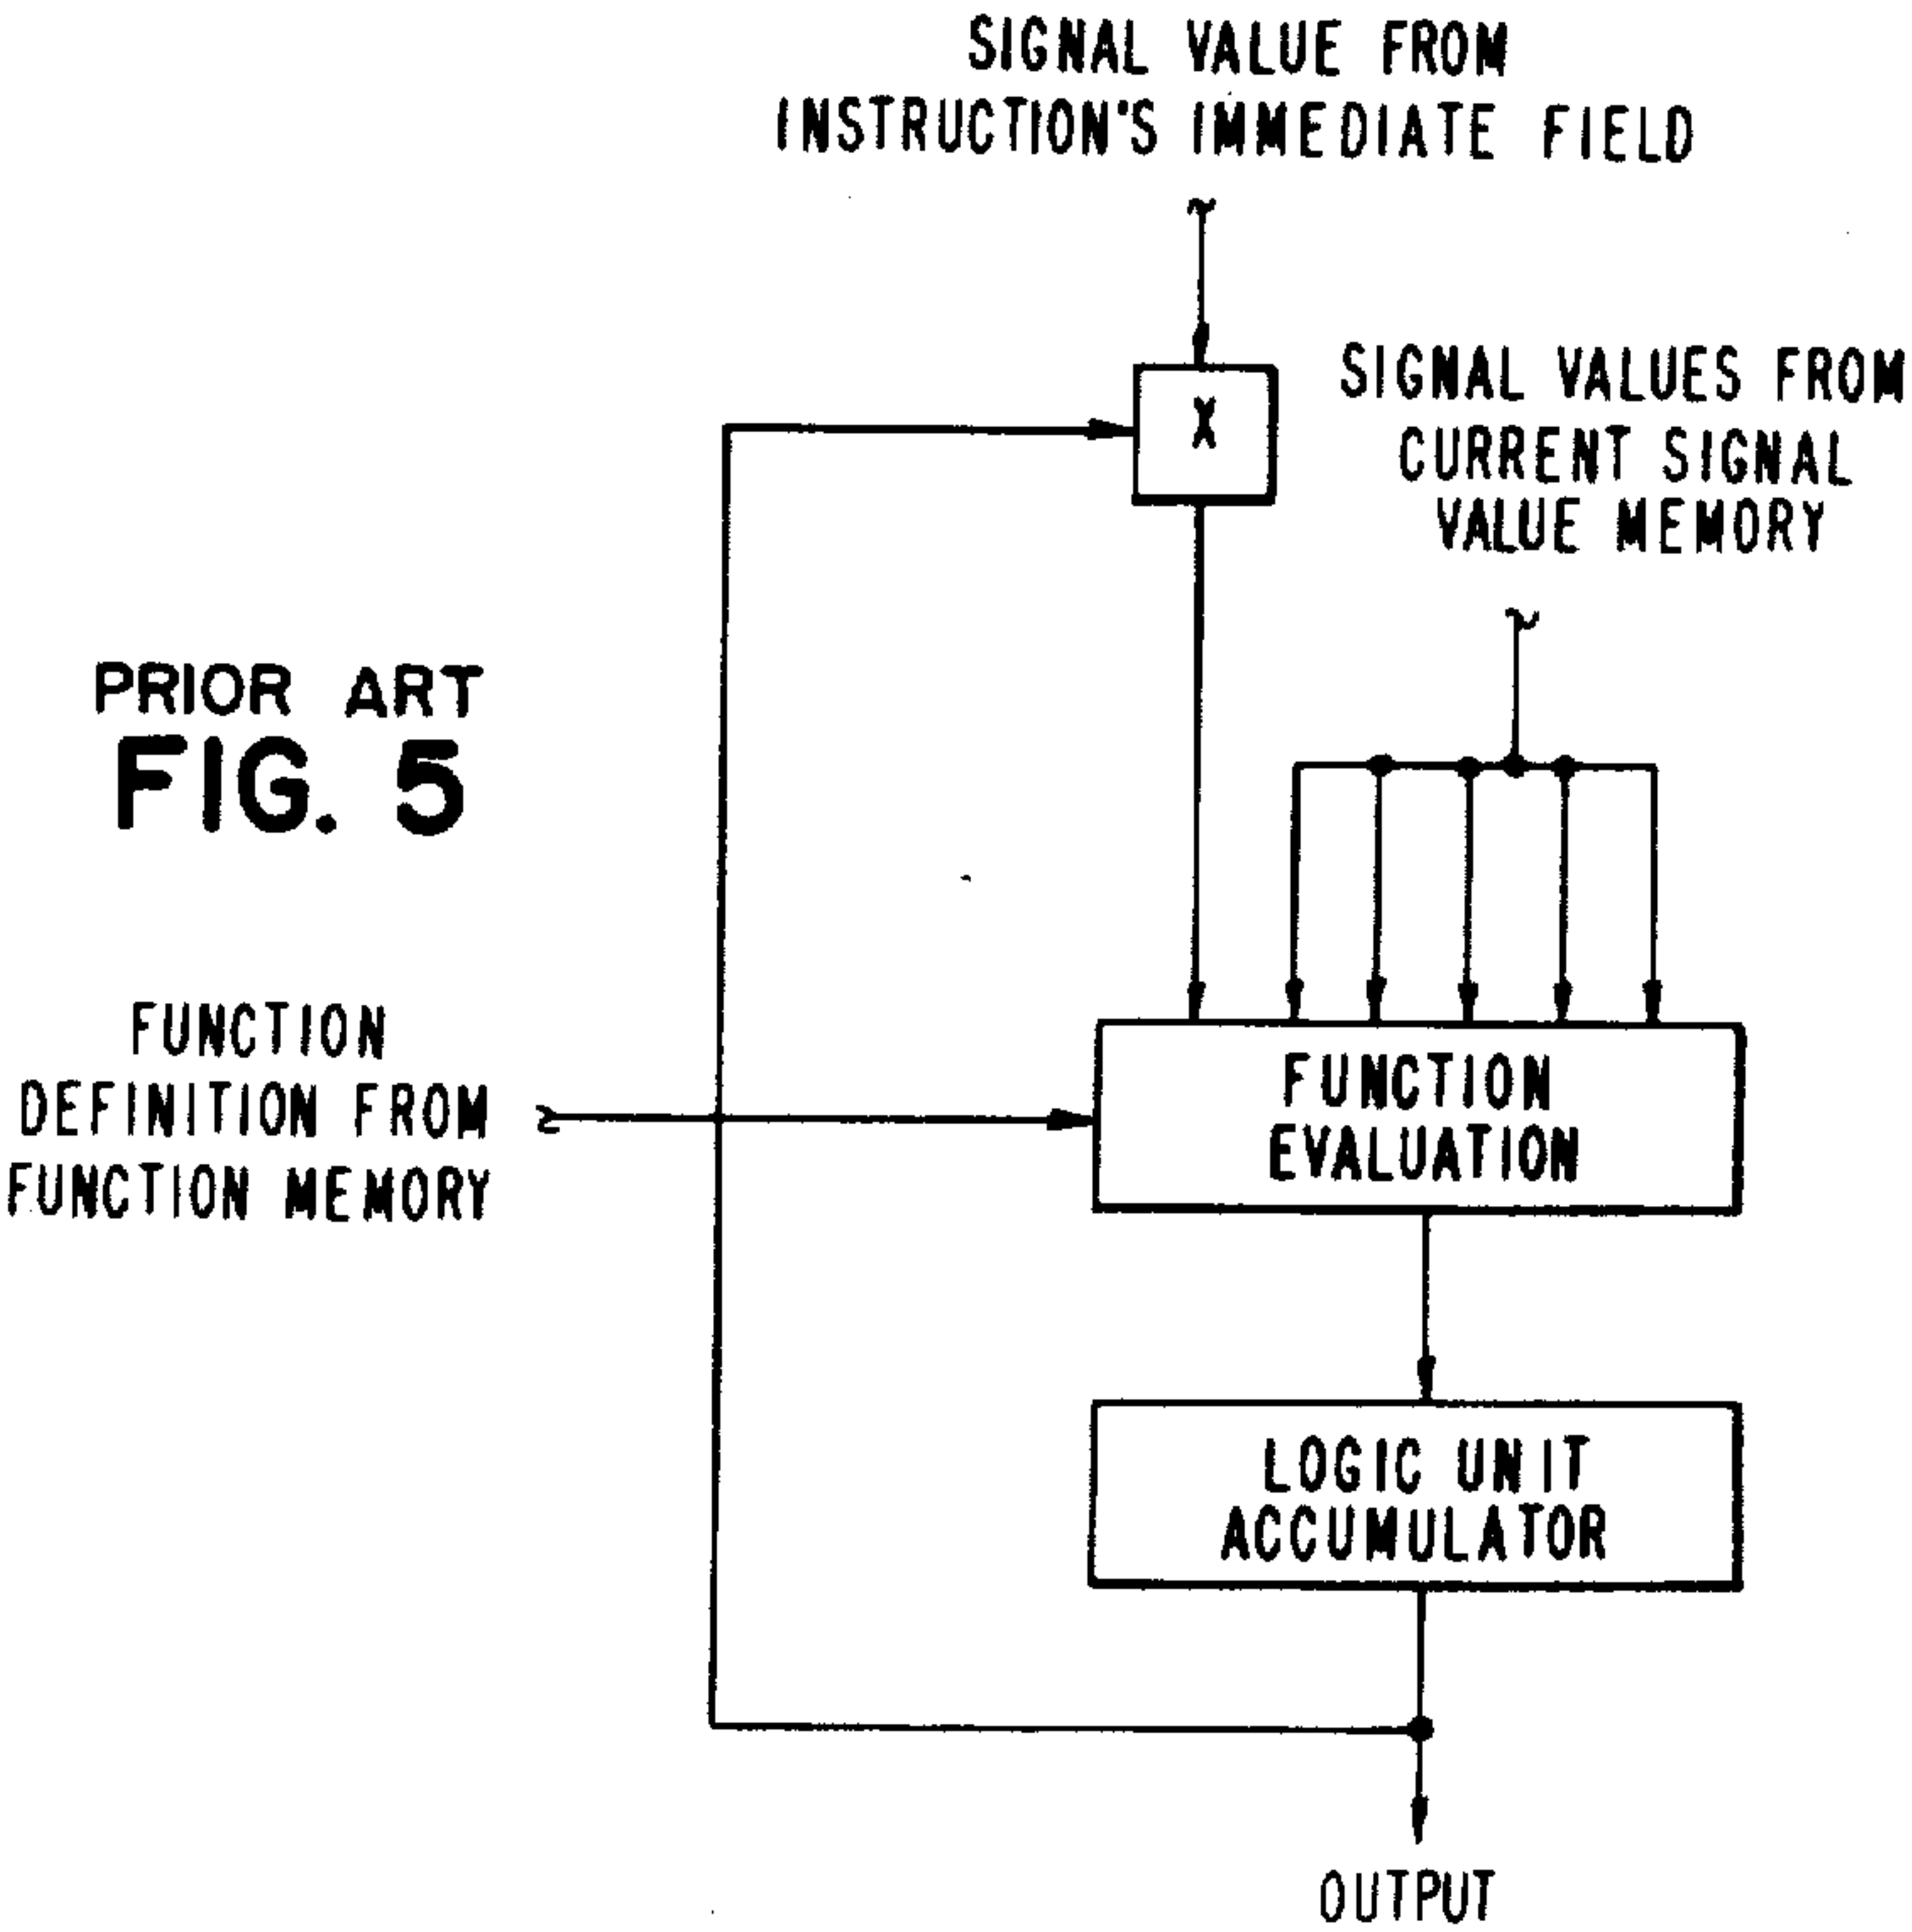 SIGNAL VALUE FROM
INSTRUCTION'S IMMEDIATE FIELD
X
SIGNAL VALUES FROM
CURRENT SIGNAL
VALUE MEMORY
PRIOR ART
FIG. 5
FUNCTION
DEFINITION FROM
FUNCTION MEMORY
FUNCTION
EVALUATION
LOGIC UNIT
ACCUMULATOR
OUTPUT